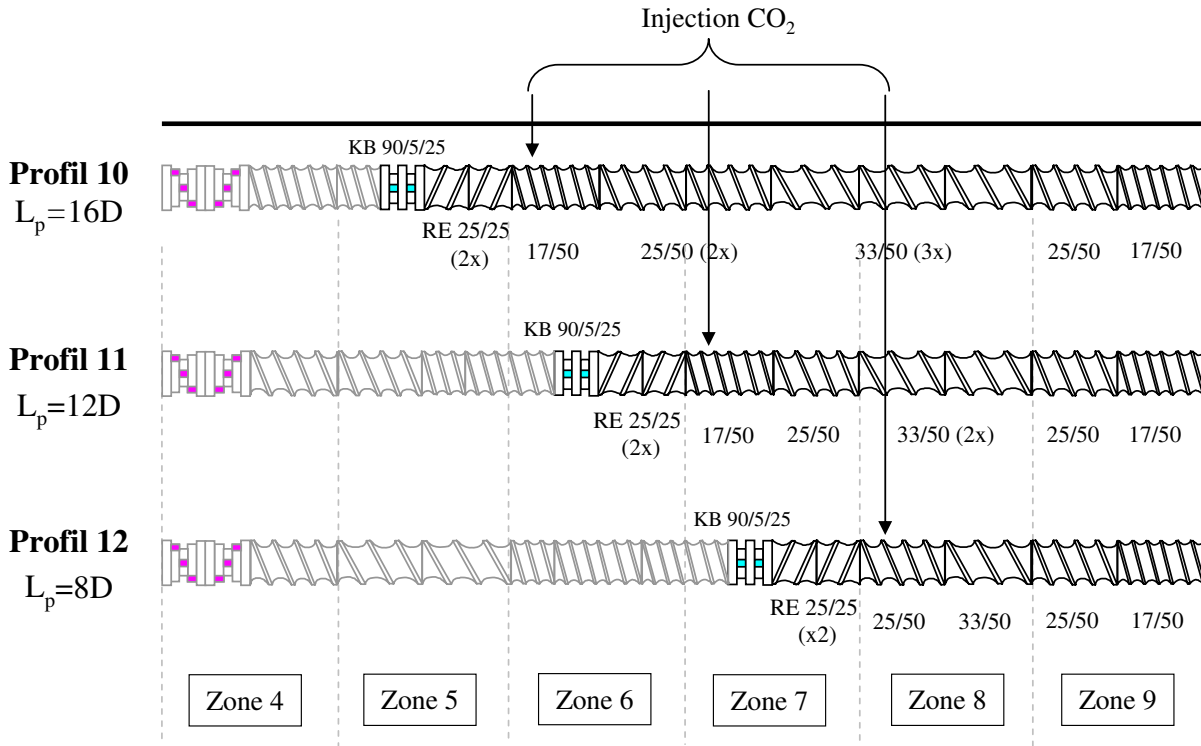 Injection CO₂
KB 90/5/25
Profil 10
Lₚ=16D
RE 25/25
(2x)
17/50
25/50 (2x)
33/50 (3x)
25/50
17/50
KB 90/5/25
Profil 11
Lₚ=12D
RE 25/25
(2x)
17/50
25/50
33/50 (2x)
25/50
17/50
KB 90/5/25
Profil 12
Lₚ=8D
RE 25/25
(x2)
25/50
33/50
25/50
17/50
Zone 4
Zone 5
Zone 6
Zone 7
Zone 8
Zone 9